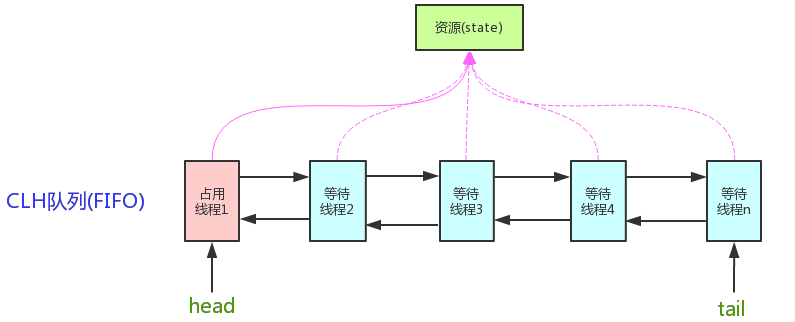 资源(state)
CLH队列(FIFO)
占用
线程1
等待
线程2
等待
线程3
等待
线程4
等待
线程n
head
tail